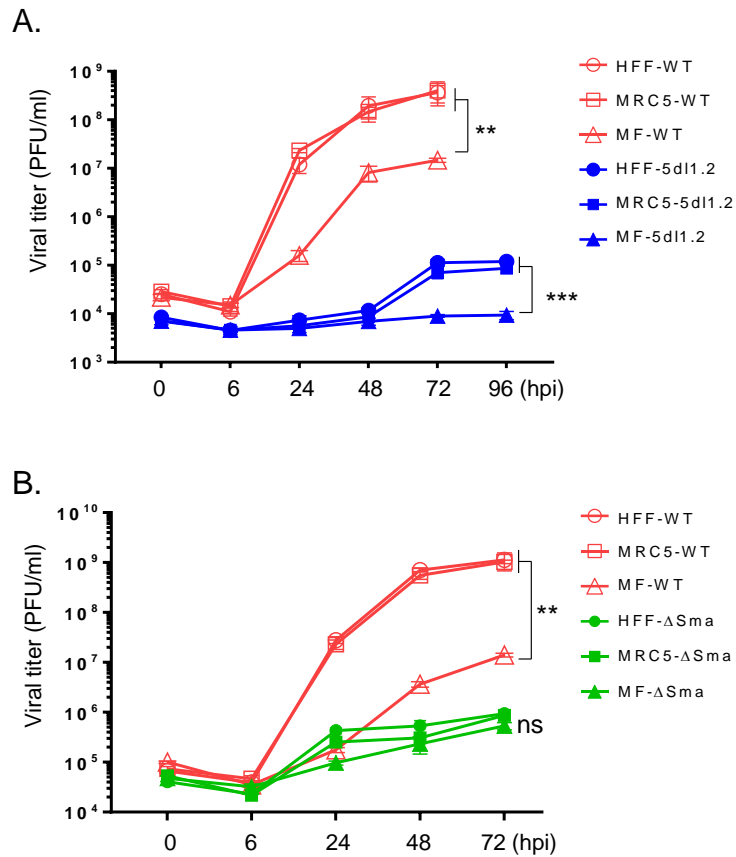 A.
10^9
10^8
10^7
10^6
10^5
10^4
10^3
Viral titer (PFU/ml)
0 6 24 48 72 96 (hpi)
**
***
HFF-WT
MRC5-WT
MF-WT
HFF-5dl1.2
MRC5-5dl1.2
MF-5dl1.2
B.
10^10
10^9
10^8
10^7
10^6
10^5
10^4
Viral titer (PFU/ml)
0 6 24 48 72 (hpi)
**
ns
HFF-WT
MRC5-WT
MF-WT
HFF-ΔSma
MRC5-ΔSma
MF-ΔSma